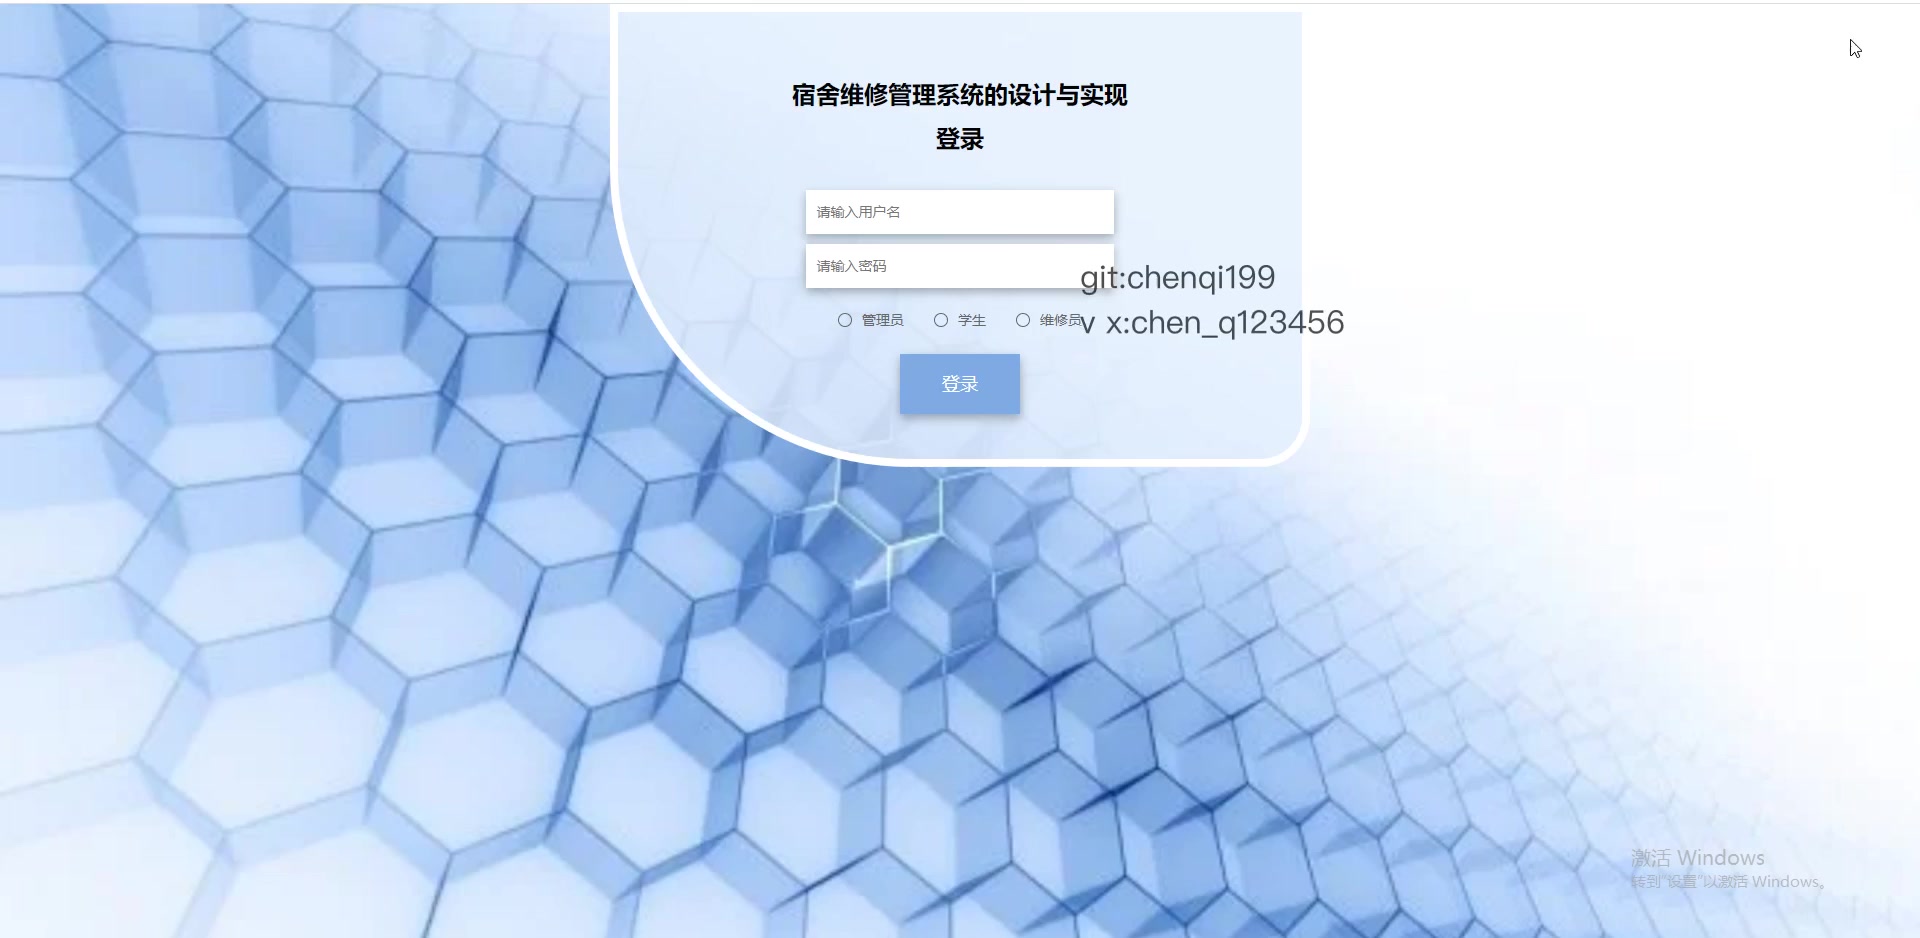 宿舍维修管理系统的设计与实现
登录
请输入用户名
请输入密码
git:chenqi199
管理员 学生 维修员
v x:chen_q123456
登录
激活 Windows
转到"设置"以激活 Windows。